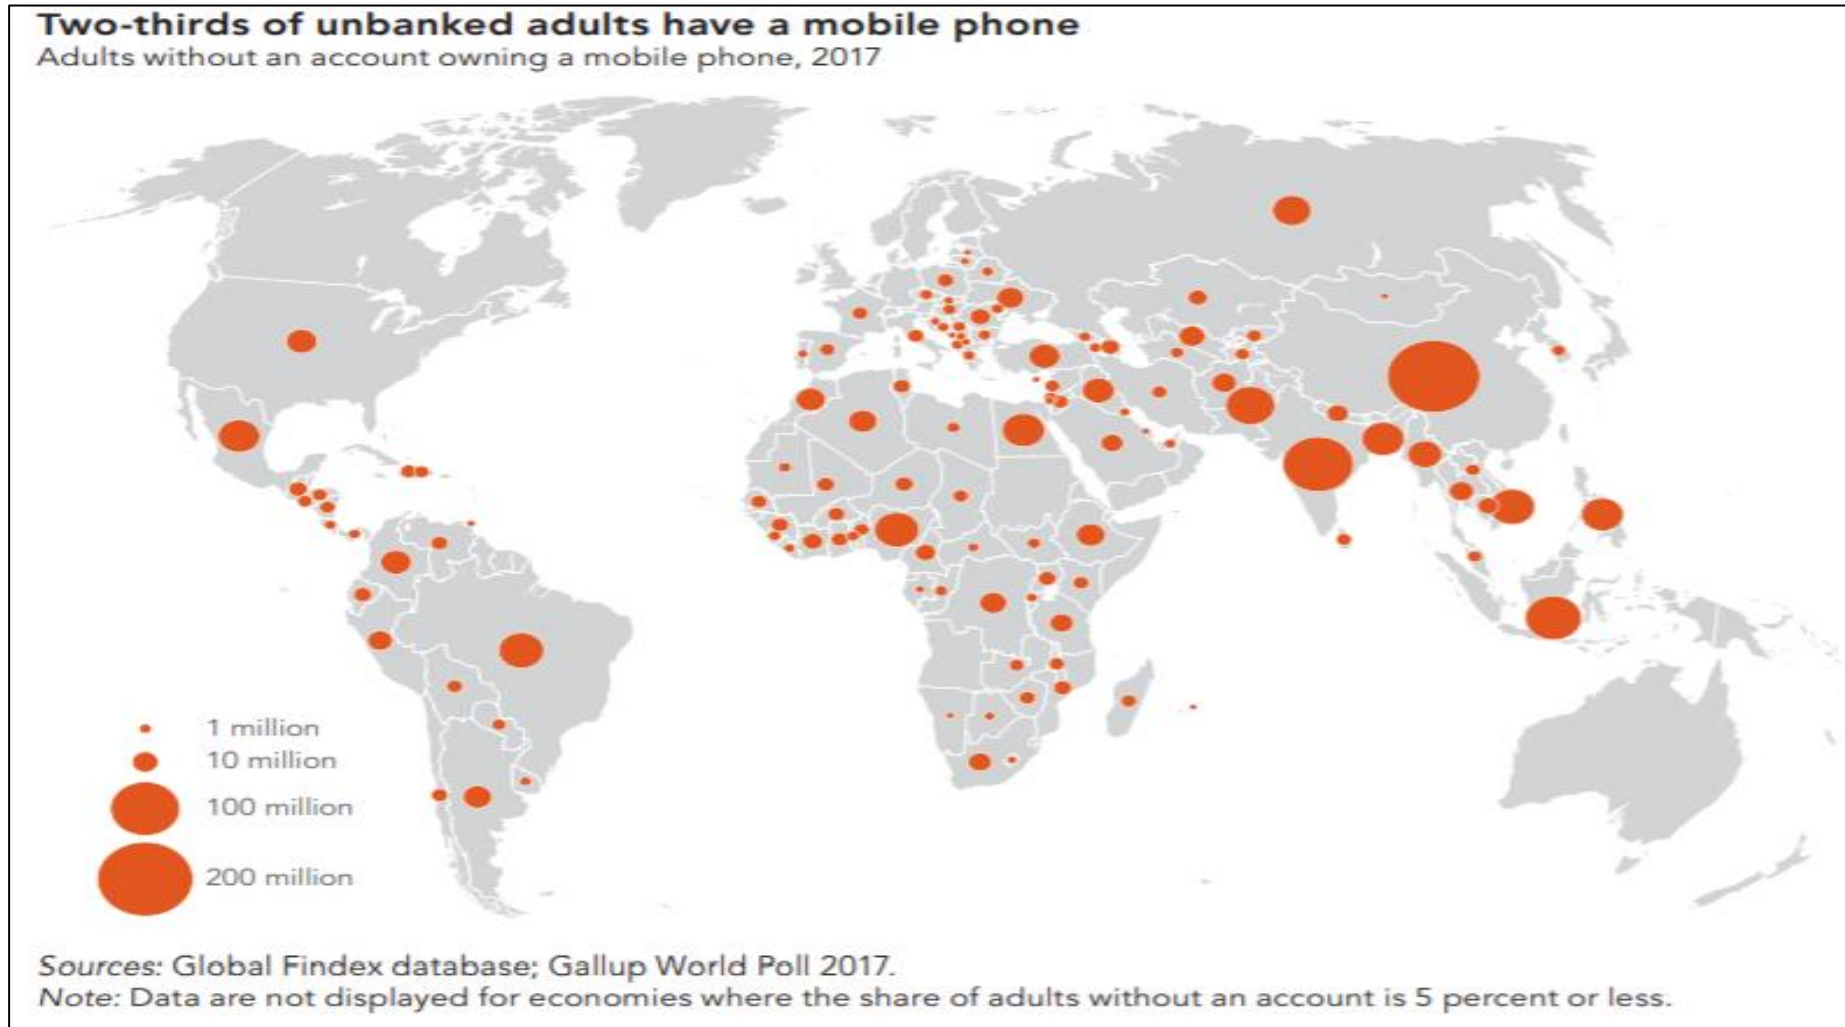 Two-thirds of unbanked adults have a mobile phone
Adults without an account owning a mobile phone, 2017
1 million
10 million
100 million
200 million
Sources: Global Findex database; Gallup World Poll 2017.
Note: Data are not displayed for economies where the share of adults without an account is 5 percent or less.